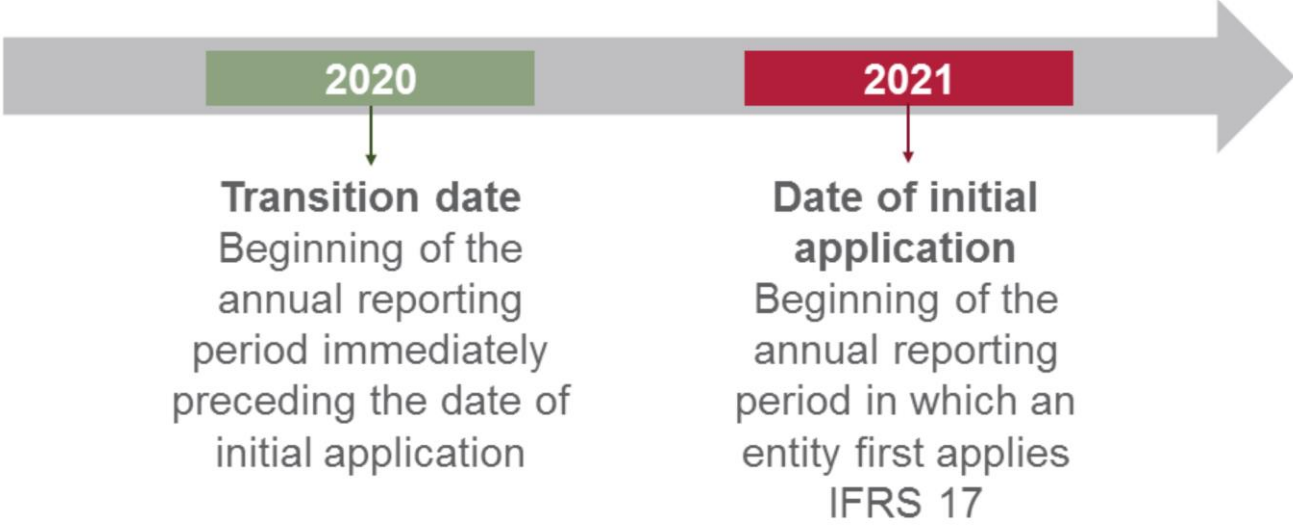 2020
Transition date
Beginning of the
annual reporting
period immediately
preceding the date of
initial application
2021
Date of initial
application
Beginning of the
annual reporting
period in which an
entity first applies
IFRS 17